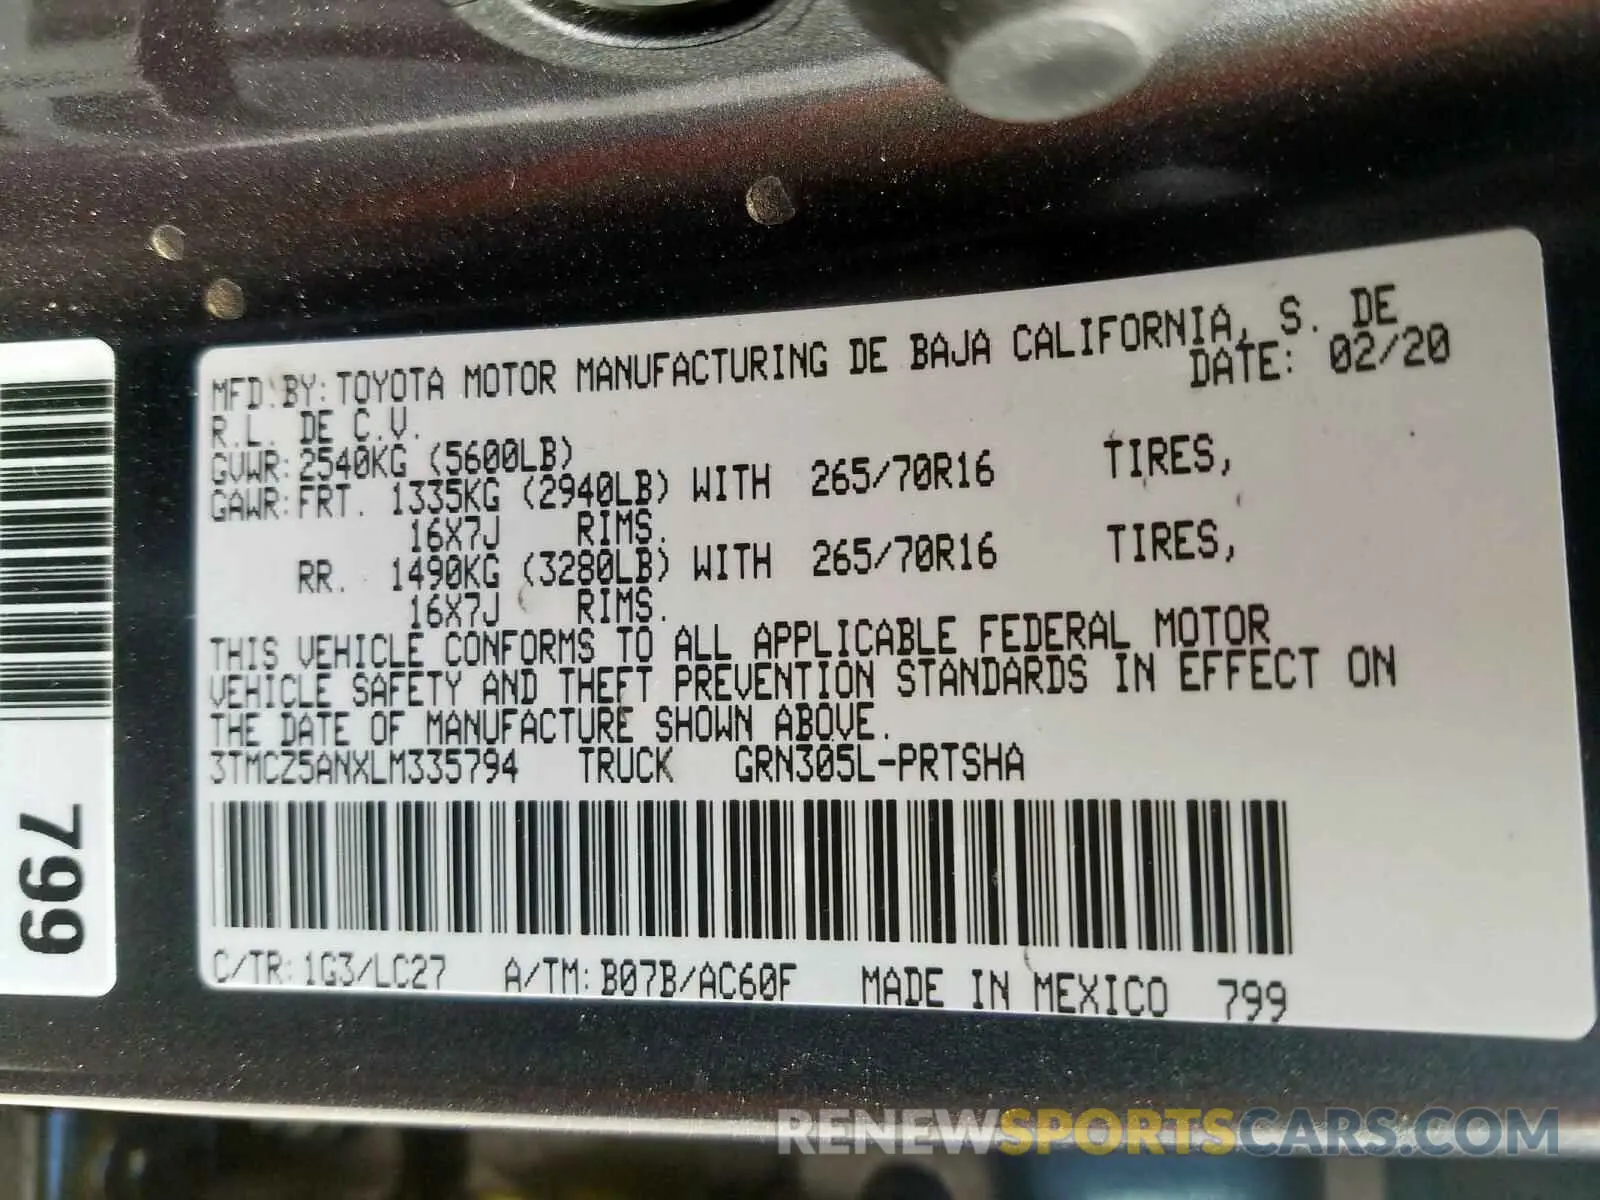 MFD.BY:TOYOTA MOTOR MANUFACTURING DE BAJA CALIFORNIA, S. DE
R.L. DE C.V. DATE: 02/20
GVWR:2540KG (5600LB)
GAWR:FRT. 1335KG (2940LB) WITH 265/70R16 TIRES,
16X7J RIMS.
RR. 1490KG (3280LB) WITH 265/70R16 TIRES,
16X7J RIMS.
THIS VEHICLE CONFORMS TO ALL APPLICABLE FEDERAL MOTOR
VEHICLE SAFETY AND THEFT PREVENTION STANDARDS IN EFFECT ON
THE DATE OF MANUFACTURE SHOWN ABOVE.
3TMCZ5ANXLM335794 TRUCK GRN305L-PRTSHA
C/TR:1G3/LC27 A/TM:B07B/AC60F MADE IN MEXICO 799
799
RENEWSPORTSCARS.COM